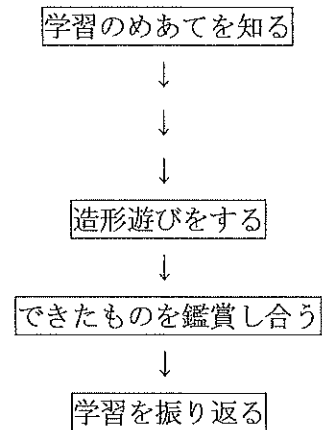 学習のめあてを知る
↓
↓
↓
造形遊びをする
↓
できたものを鑑賞し合う
↓
学習を振り返る